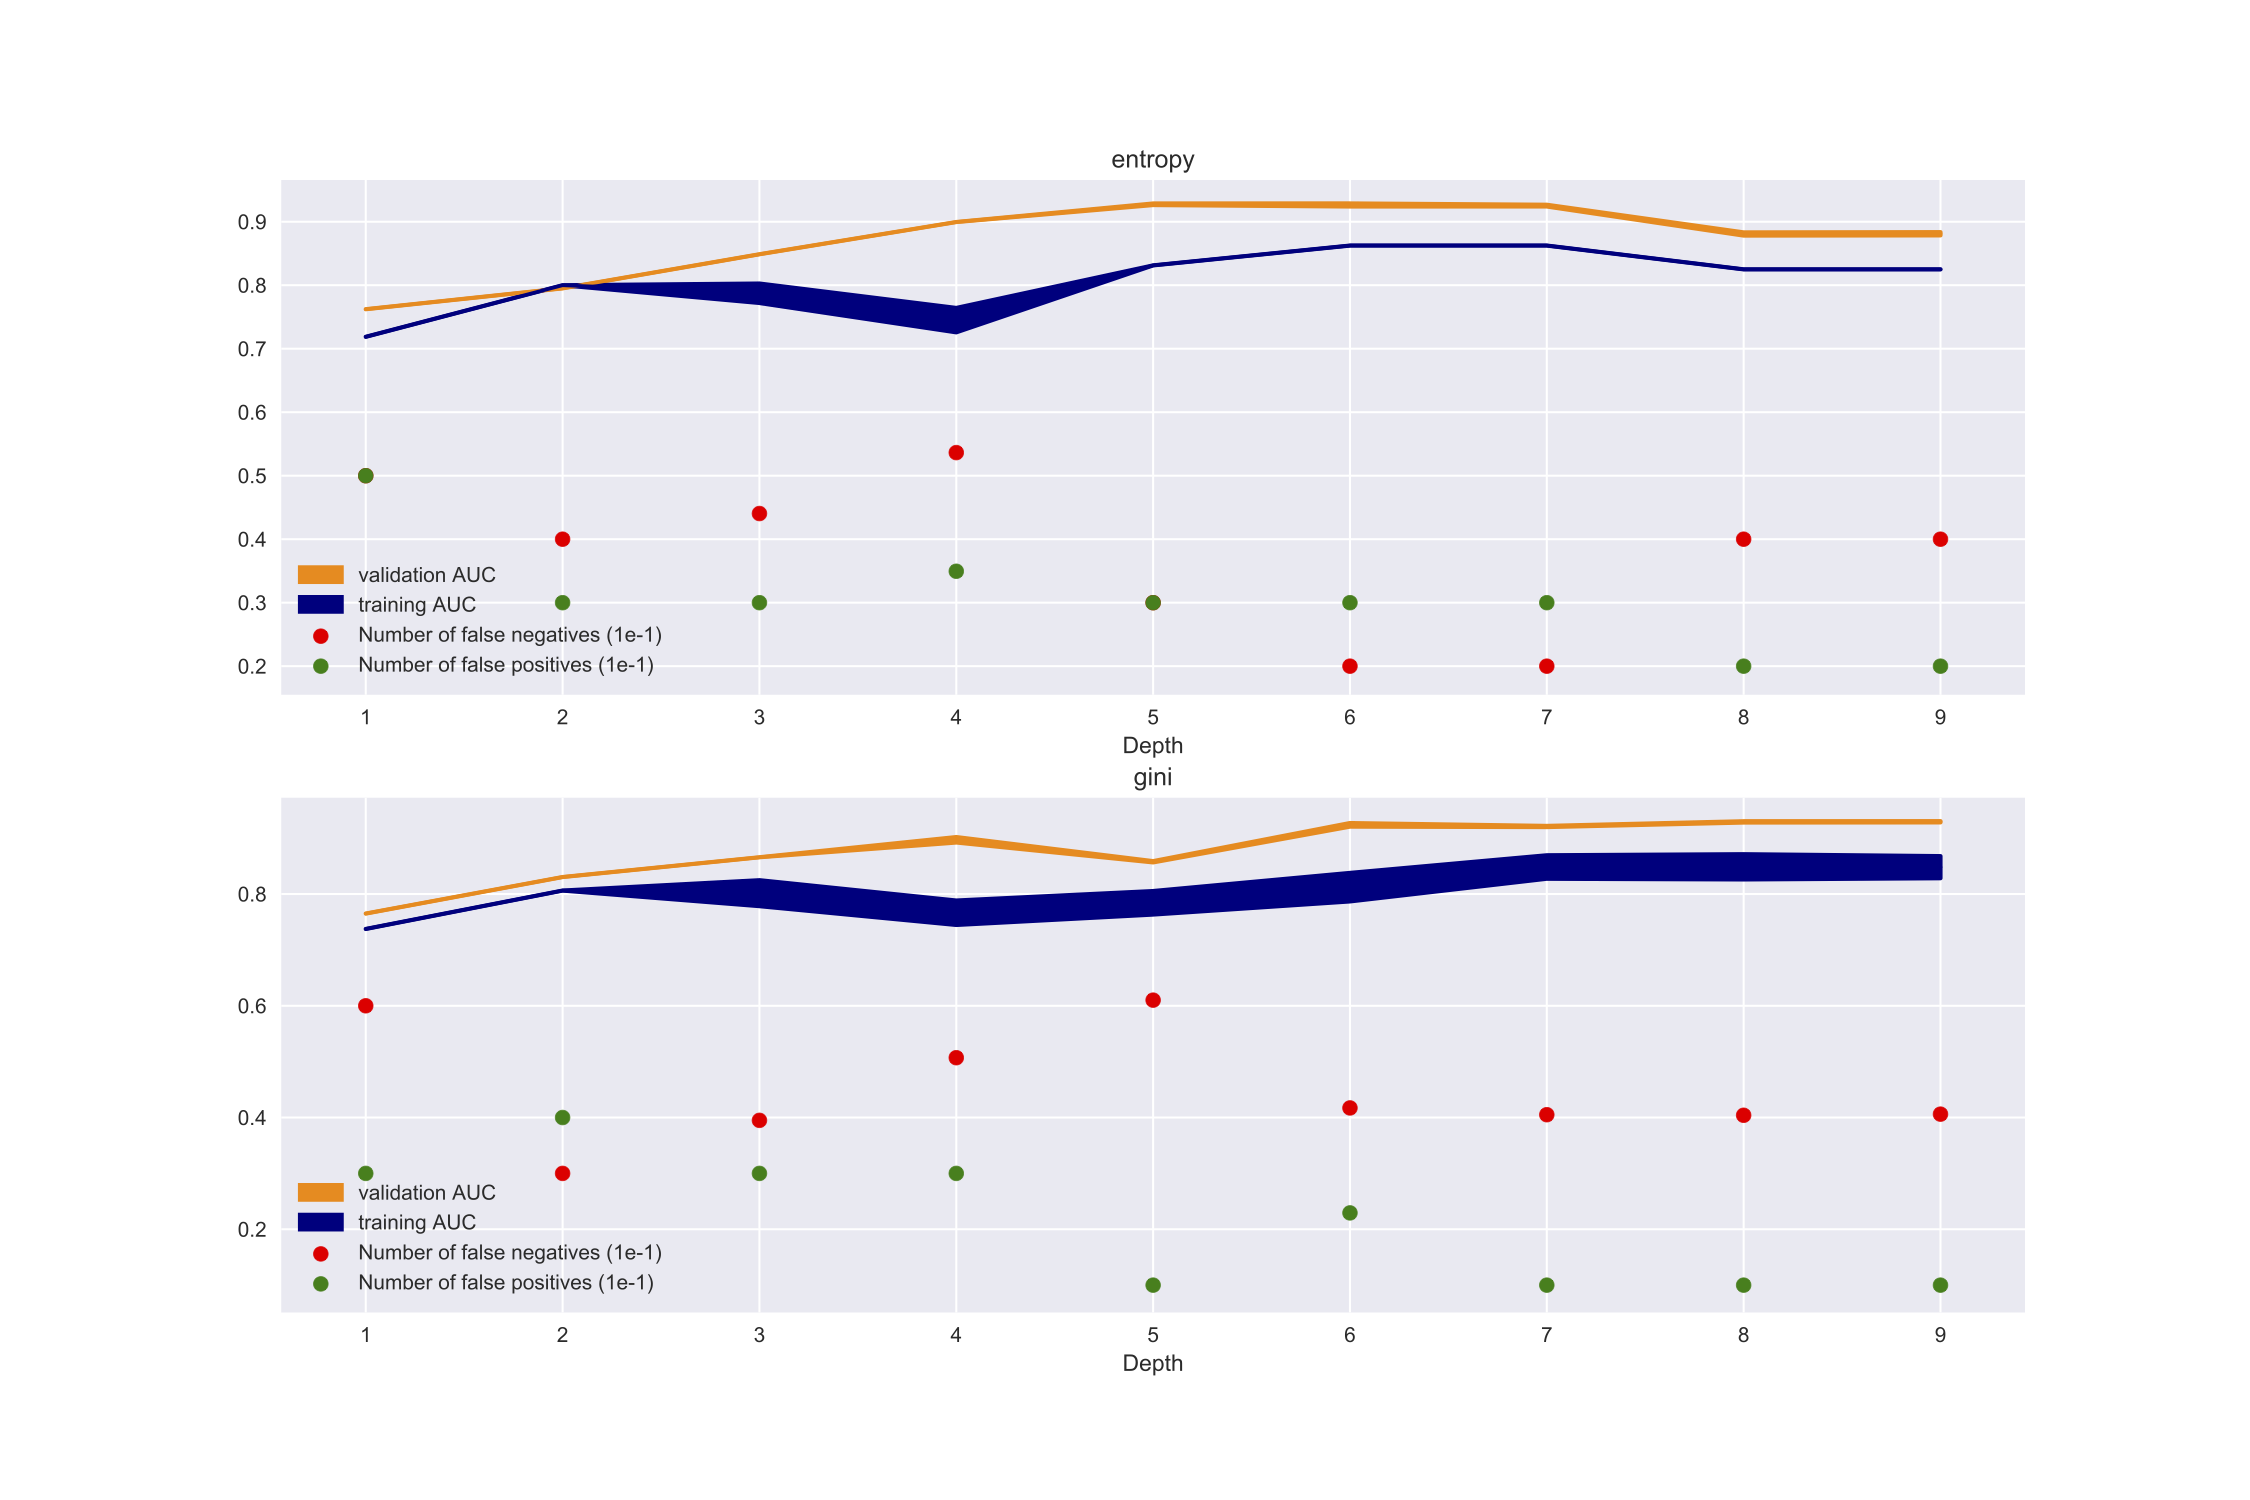 entropy
0.9
0.8
0.7
0.6
0.5
0.4
0.3
0.2
validation AUC
training AUC
Number of false negatives (1e-1)
Number of false positives (1e-1)
1 2 3 4 5 6 7 8 9
Depth
gini
0.8
0.6
0.4
0.2
validation AUC
training AUC
Number of false negatives (1e-1)
Number of false positives (1e-1)
1 2 3 4 5 6 7 8 9
Depth